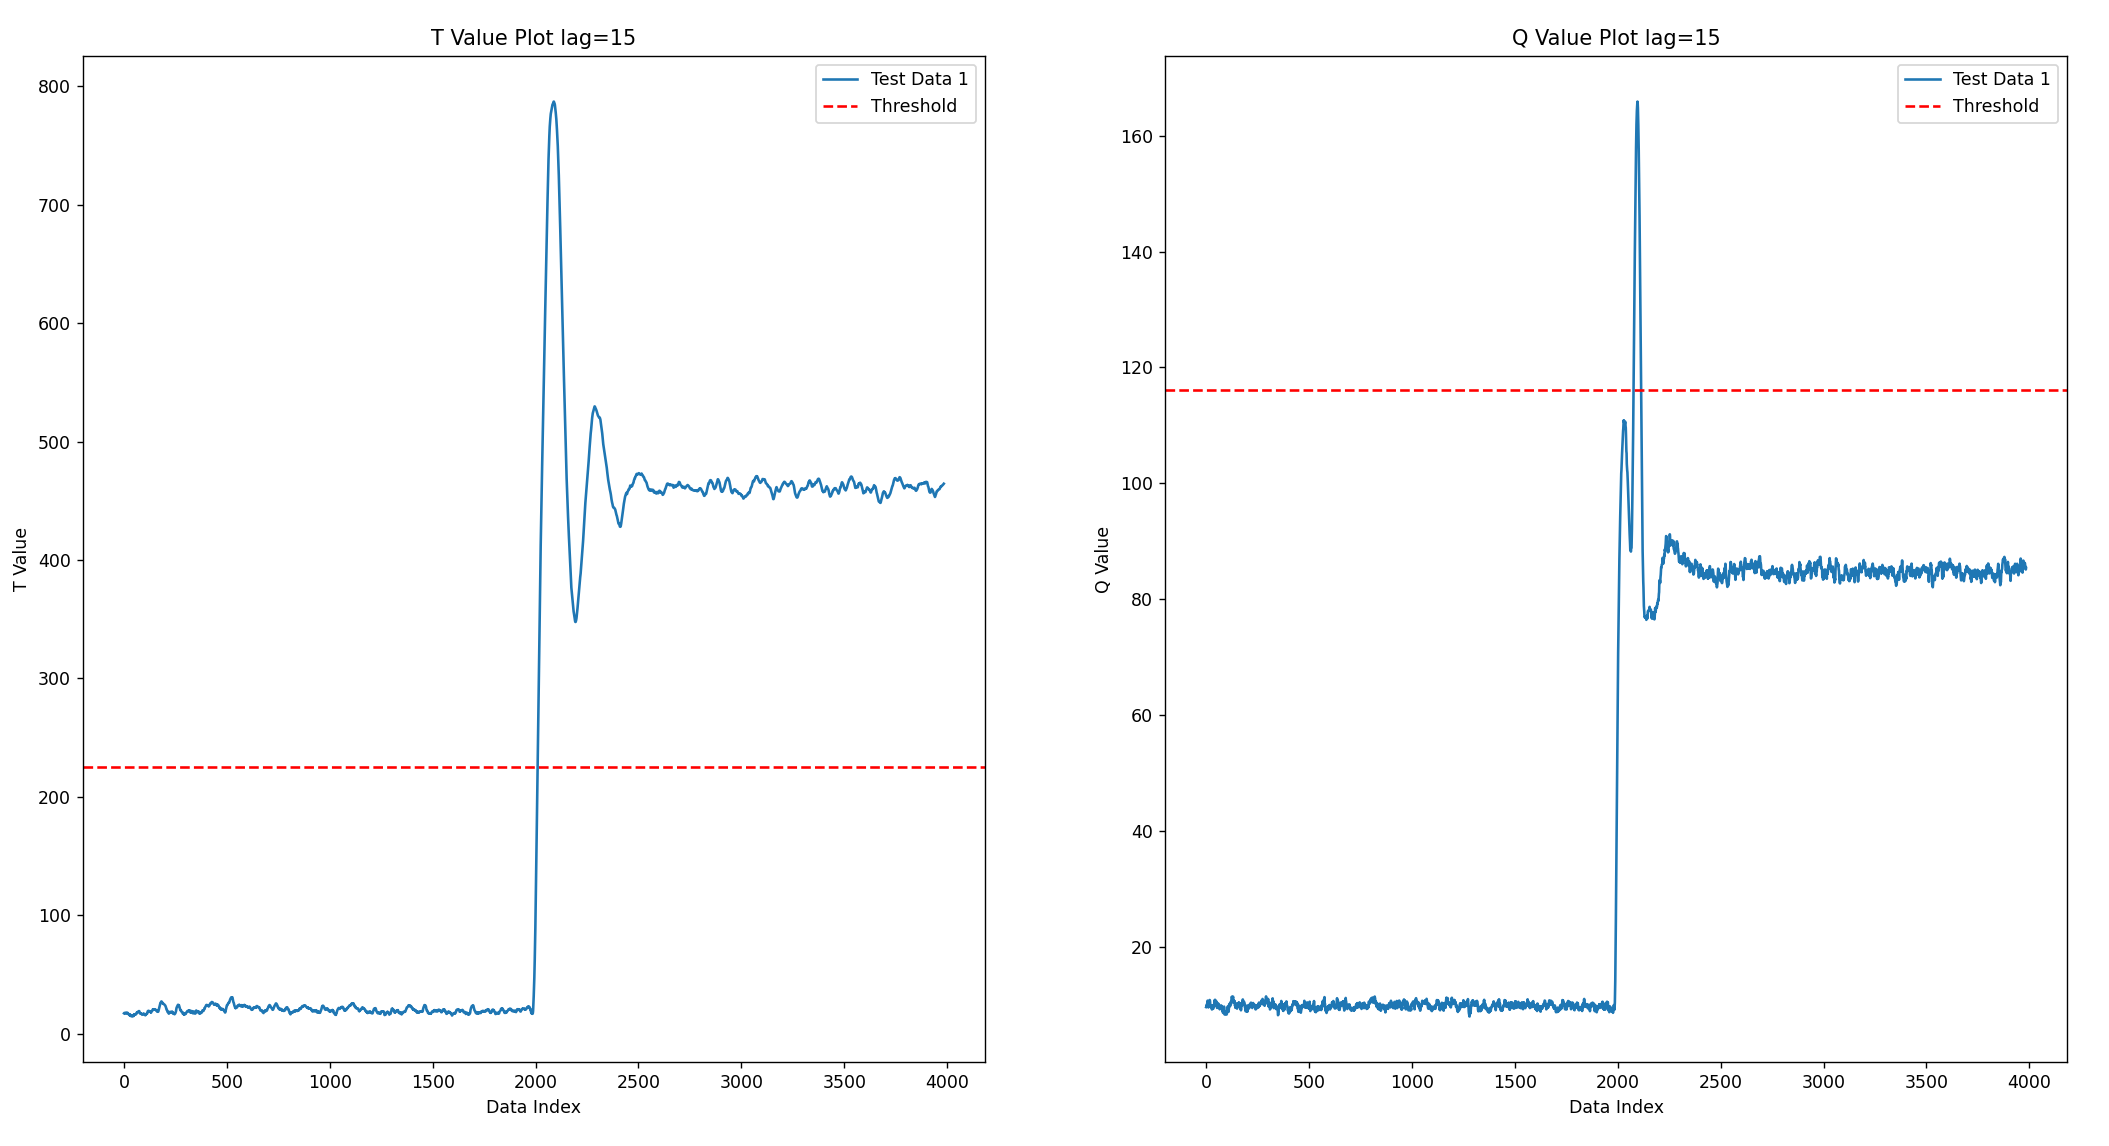 T Value Plot lag=15
Test Data 1
Threshold
800
700
600
500
400
300
200
100
0
T Value
0 500 1000 1500 2000 2500 3000 3500 4000
Data Index
Q Value Plot lag=15
Test Data 1
Threshold
160
140
120
100
80
60
40
20
Q Value
0 500 1000 1500 2000 2500 3000 3500 4000
Data Index